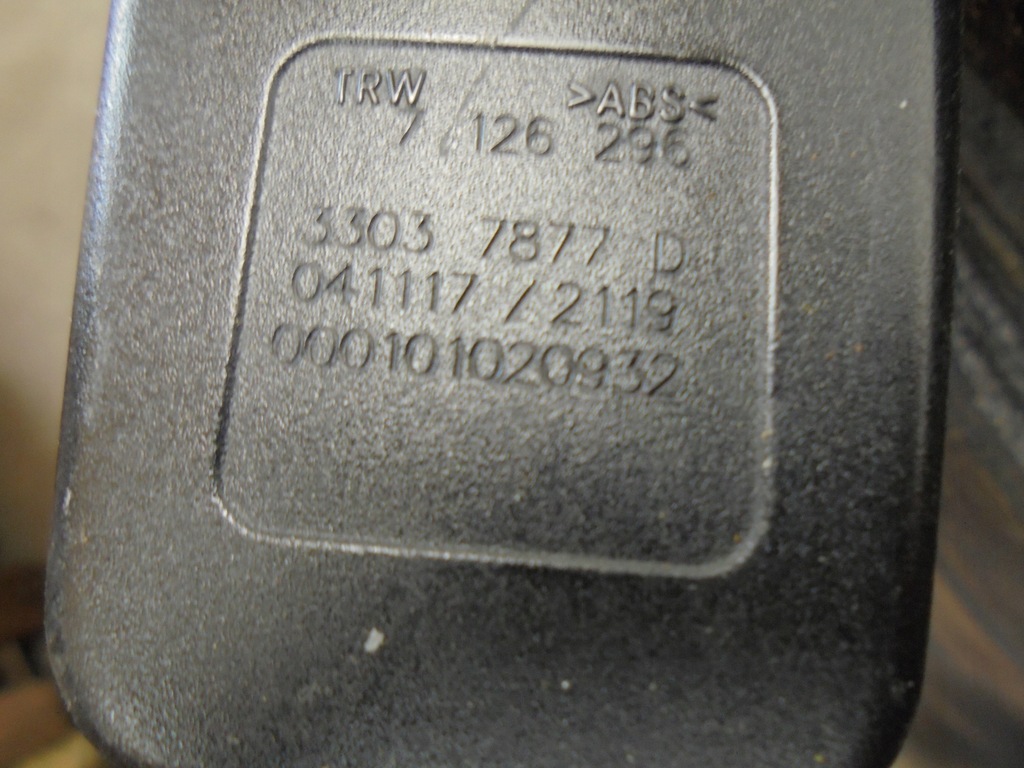 TRW >ABS<
7 126 296
3303 7877 D
041117 / 2119
000101020932